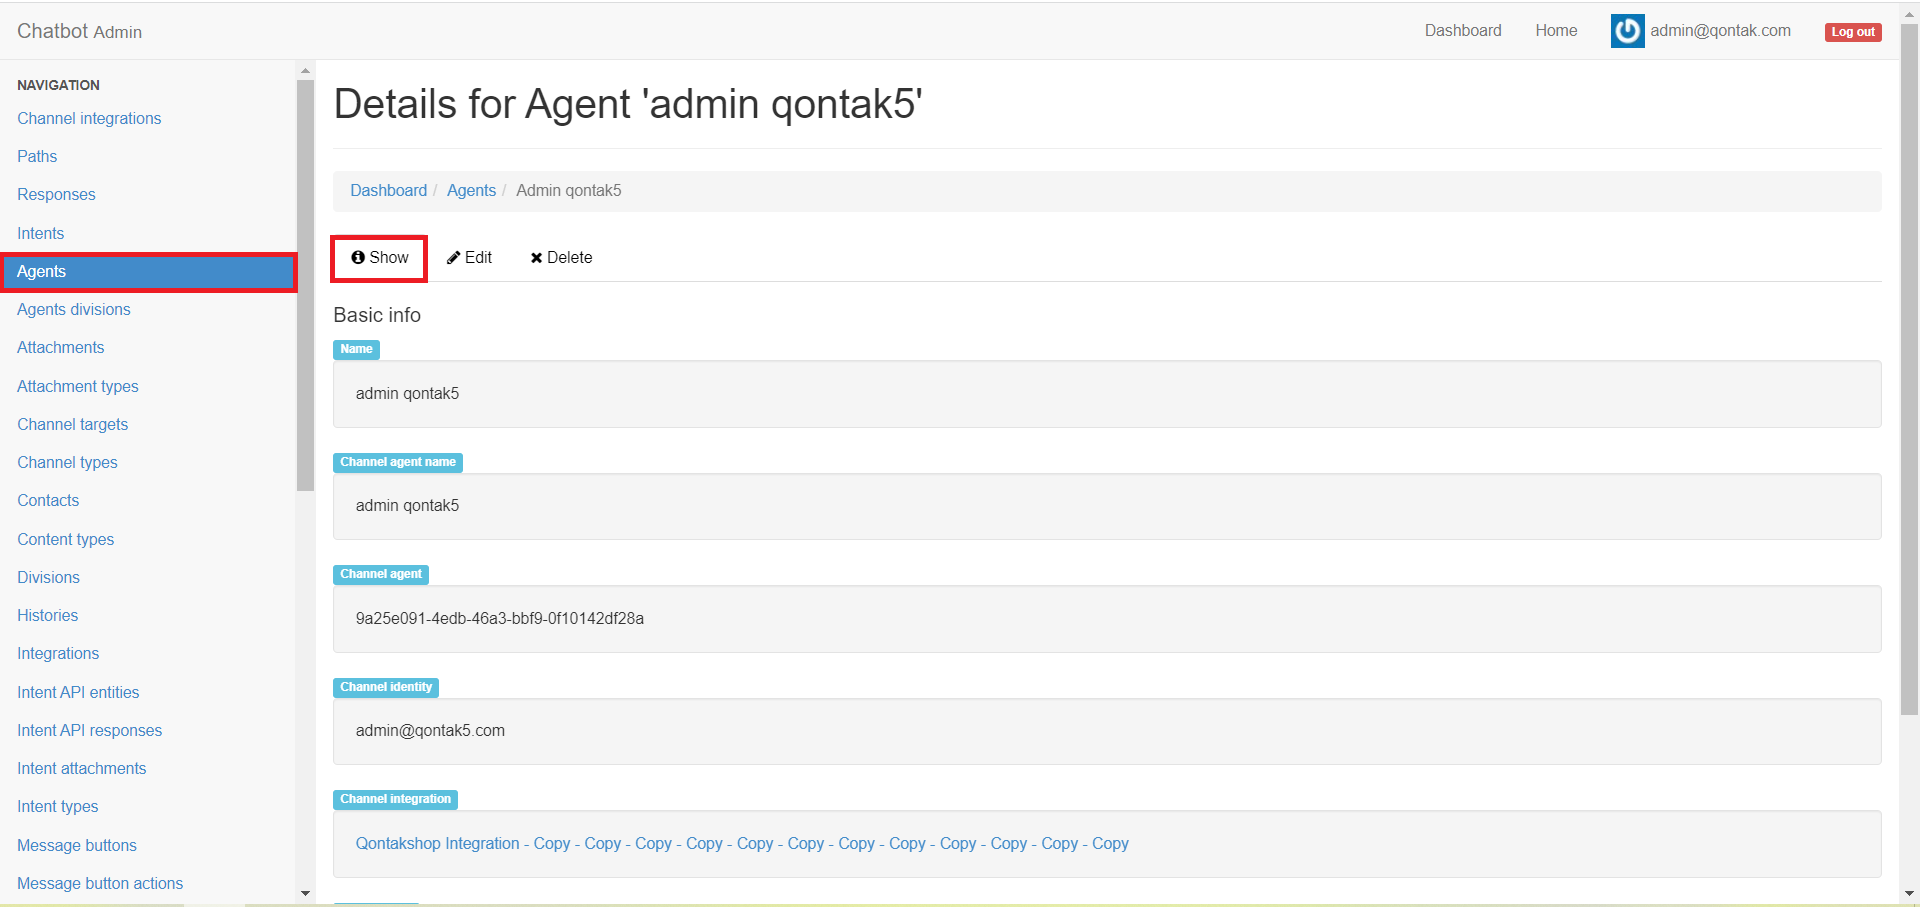 Chatbot Admin
Dashboard
Home
admin@qontak.com
Log out
NAVIGATION
Channel integrations
Paths
Responses
Intents
Agents
Agents divisions
Attachments
Attachment types
Channel targets
Channel types
Contacts
Content types
Divisions
Histories
Integrations
Intent API entities
Intent API responses
Intent attachments
Intent types
Message buttons
Message button actions
Details for Agent 'admin qontak5'
Dashboard / Agents / Admin qontak5
Show
Edit
Delete
Basic info
Name
admin qontak5
Channel agent name
admin qontak5
Channel agent
9a25e091-4edb-46a3-bbf9-0f10142df28a
Channel identity
admin@qontak5.com
Channel integration
Qontakshop Integration - Copy - Copy - Copy - Copy - Copy - Copy - Copy - Copy - Copy - Copy - Copy - Copy